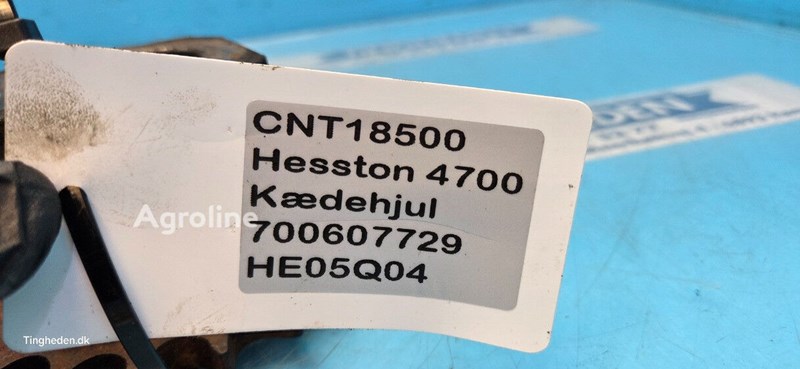 CNT18500
Hesston 4700
Kædehjul
700607729
HE05Q04
Agroline
Tingheden.dk